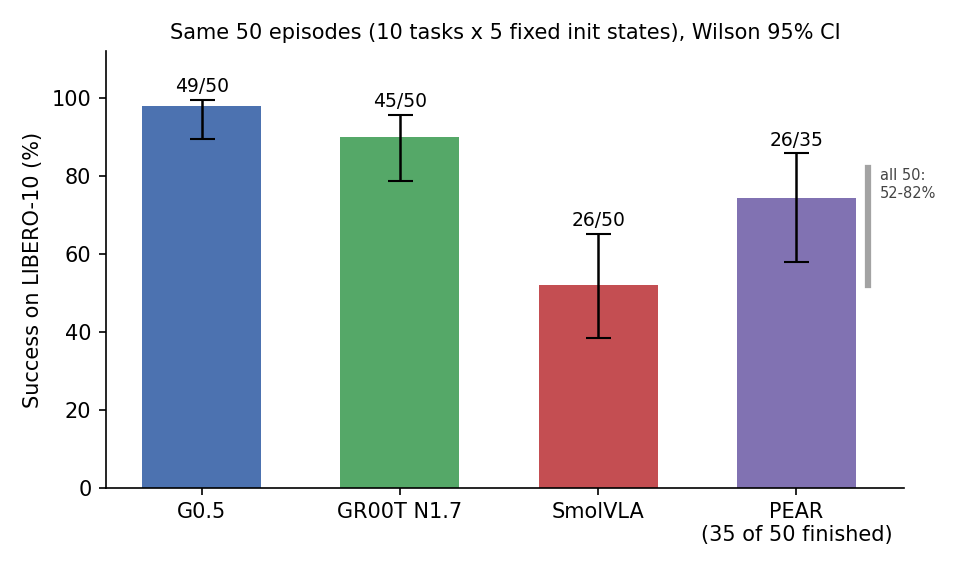 Same 50 episodes (10 tasks x 5 fixed init states), Wilson 95% CI
Success on LIBERO-10 (%)
100
80
60
40
20
0
49/50
45/50
26/50
26/35
all 50:
52-82%
G0.5
GR00T N1.7
SmolVLA
PEAR
(35 of 50 finished)